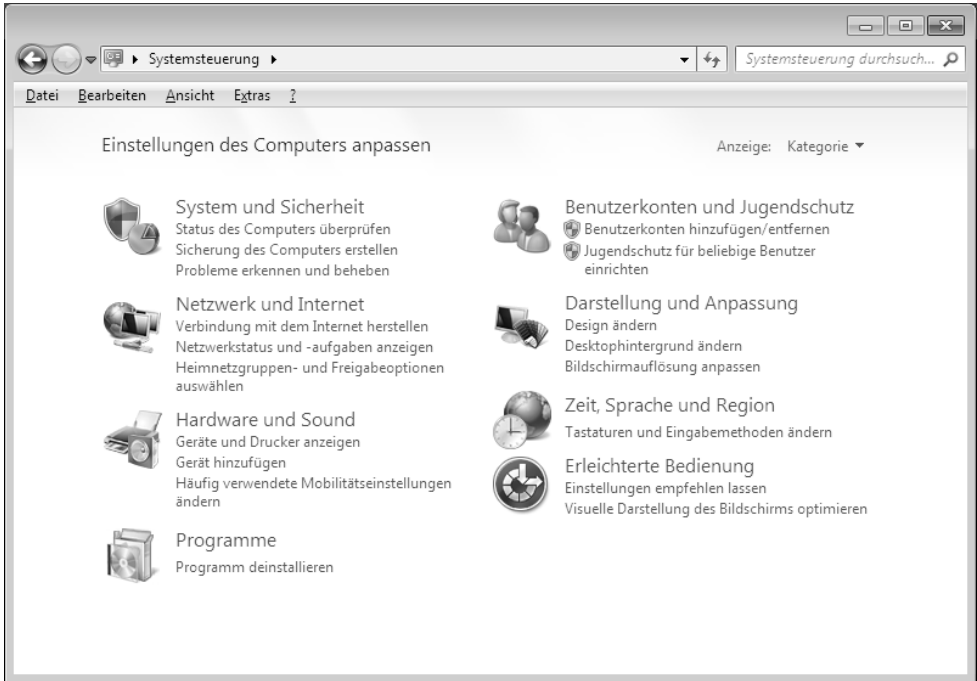 Systemsteuerung
Systemsteuerung durchsuch...
Datei Bearbeiten Ansicht Extras ?
Einstellungen des Computers anpassen
Anzeige: Kategorie
System und Sicherheit
Status des Computers überprüfen
Sicherung des Computers erstellen
Probleme erkennen und beheben
Netzwerk und Internet
Verbindung mit dem Internet herstellen
Netzwerkstatus und -aufgaben anzeigen
Heimnetzgruppen- und Freigabeoptionen
auswählen
Hardware und Sound
Geräte und Drucker anzeigen
Gerät hinzufügen
Häufig verwendete Mobilitätseinstellungen
ändern
Programme
Programm deinstallieren
Benutzerkonten und Jugendschutz
Benutzerkonten hinzufügen/entfernen
Jugendschutz für beliebige Benutzer
einrichten
Darstellung und Anpassung
Design ändern
Desktophintergrund ändern
Bildschirmauflösung anpassen
Zeit, Sprache und Region
Tastaturen und Eingabemethoden ändern
Erleichterte Bedienung
Einstellungen empfehlen lassen
Visuelle Darstellung des Bildschirms optimieren